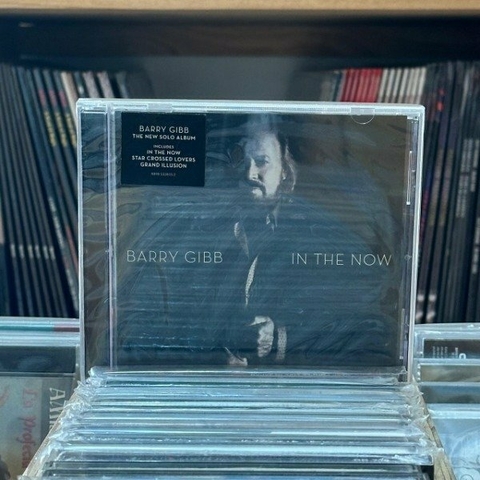 BARRY GIBB
THE NEW SOLO ALBUM
INCLUDES
IN THE NOW
STAR CROSSED LOVERS
GRAND ILLUSION
BARRY GIBB
IN THE NOW